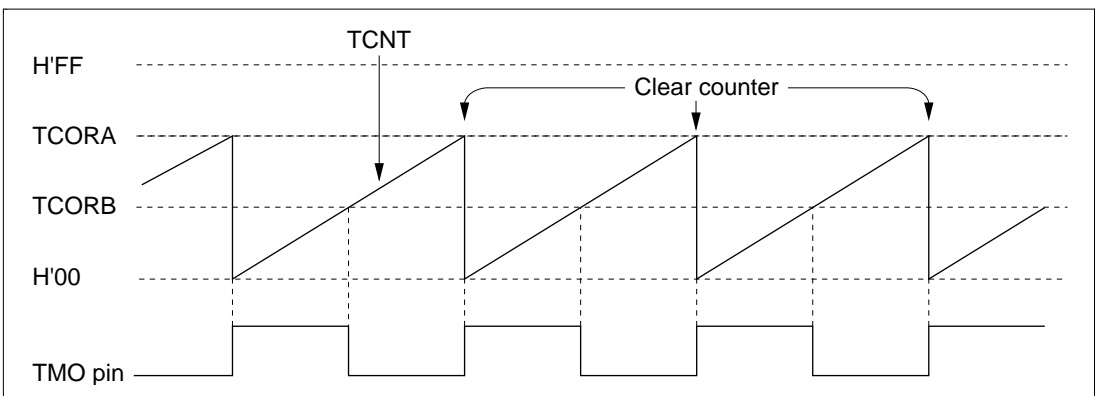 TCNT
H'FF
Clear counter
TCORA
TCORB
H'00
TMO pin